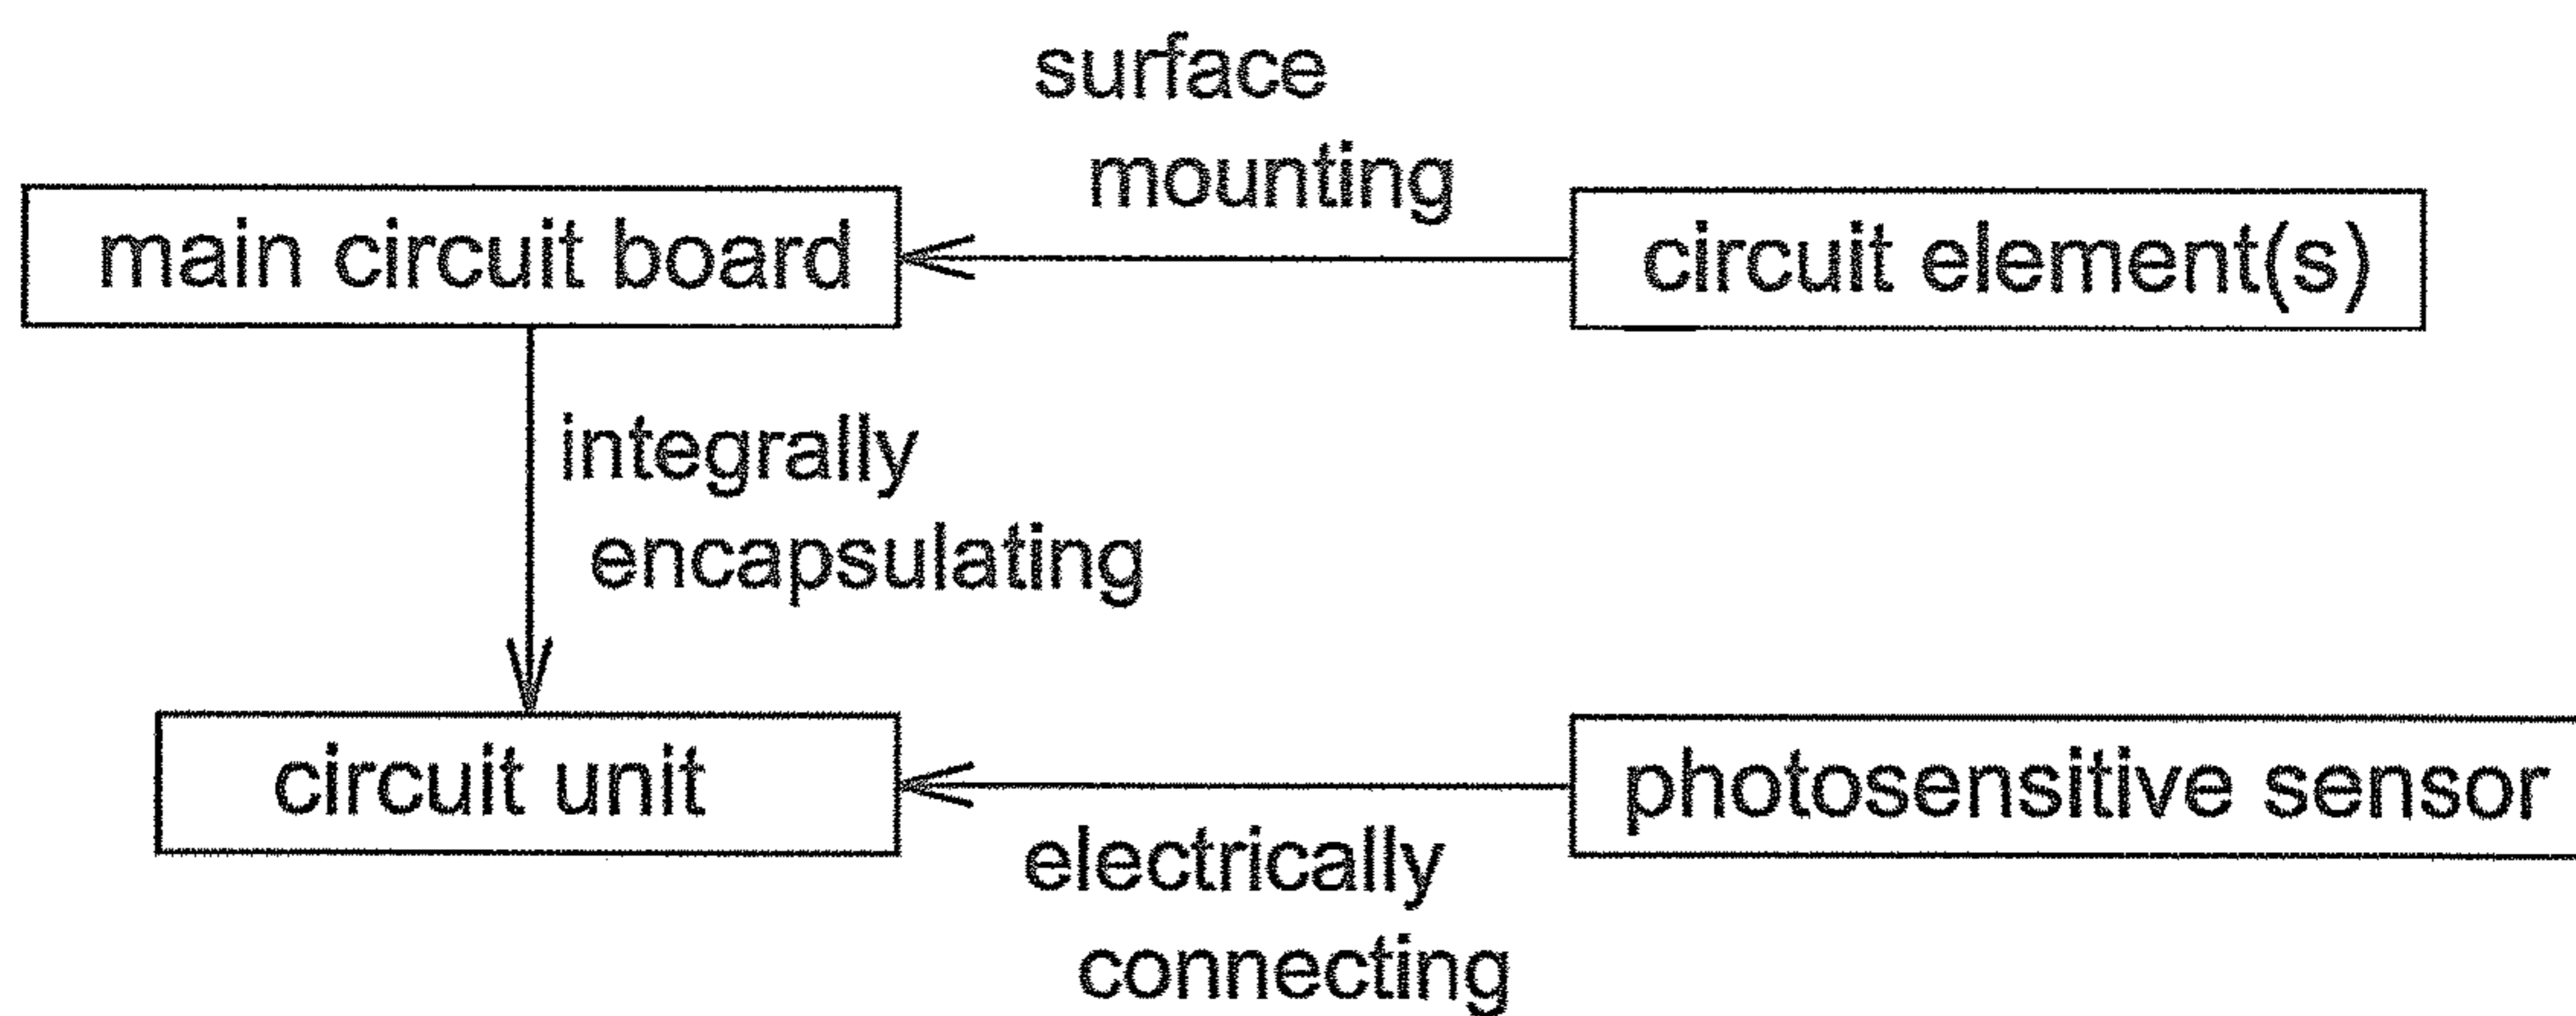 surface
mounting
main circuit board
circuit element(s)
integrally
encapsulating
circuit unit
photosensitive sensor
electrically
connecting